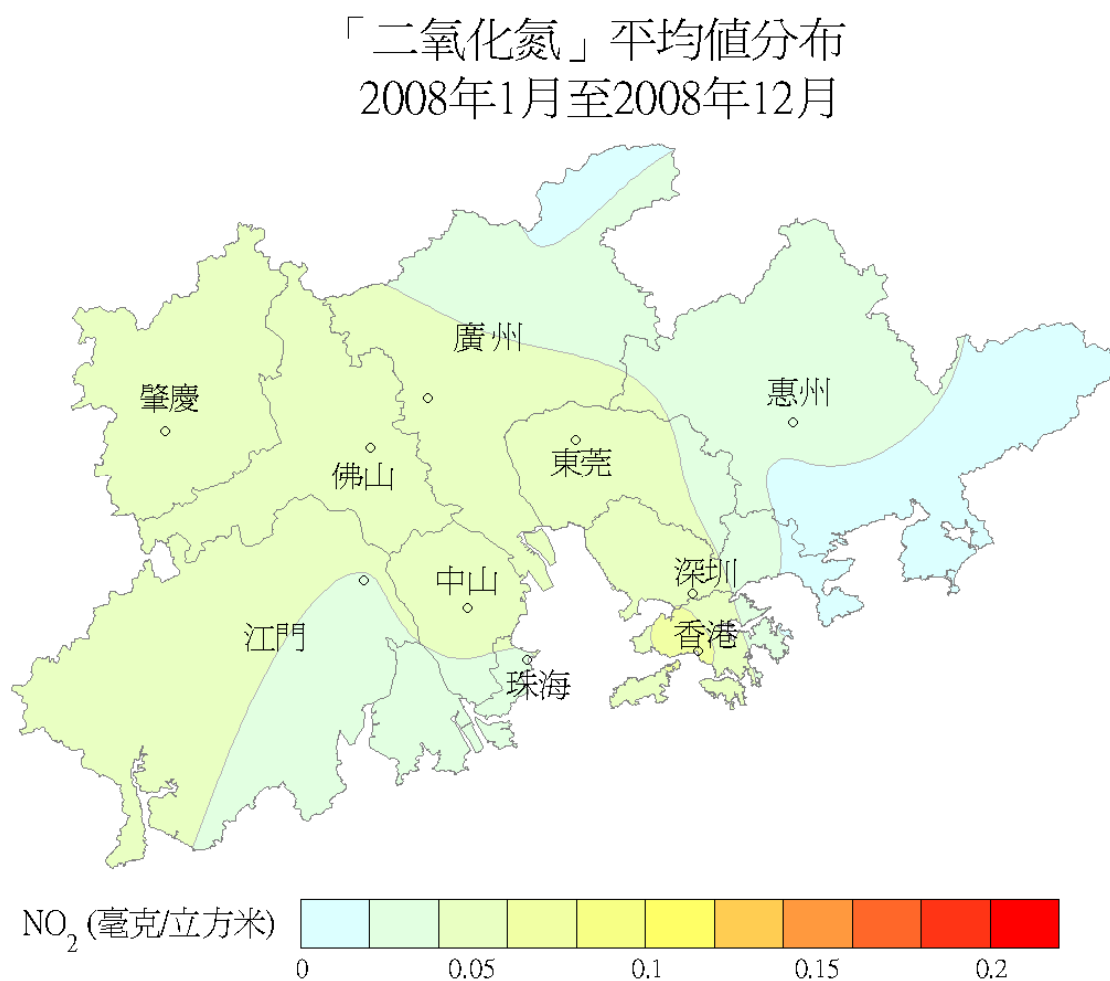 「二氧化氮」平均值分布
2008年1月至2008年12月
廣州
惠州
肇慶
東莞
佛山
深圳
中山
香港
江門
珠海
NO₂ (毫克/立方米)
0 0.05 0.1 0.15 0.2